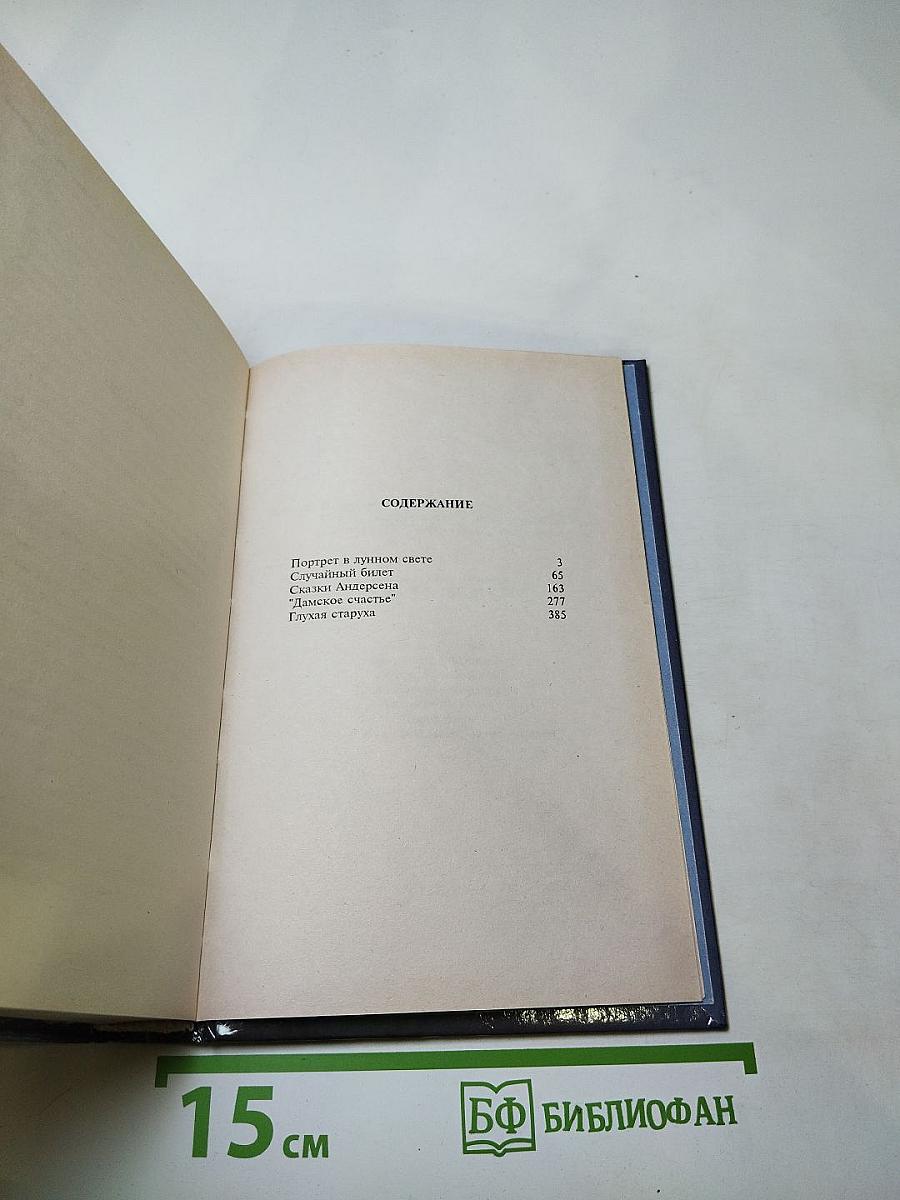 СОДЕРЖАНИЕ
Портрет в лунном свете 3
Случайный билет 65
Сказки Андерсена 163
"Дамское счастье" 277
Глухая старуха 385
15 см
БФ БИБЛИОФАН